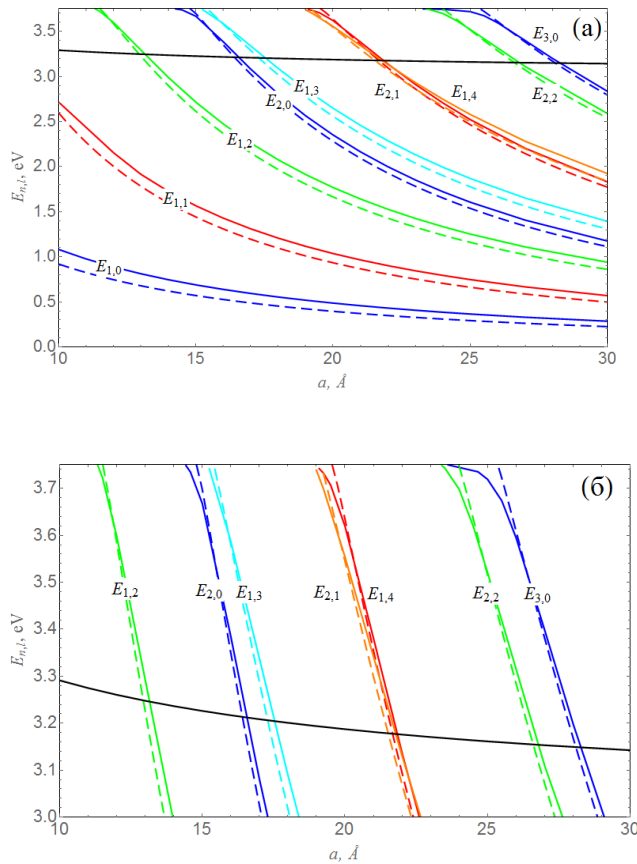 (a)
3.5
3.0
2.5
2.0
1.5
1.0
0.5
0.0
E_{n,l}, eV
E_{3,0}
E_{1,3}
E_{2,0}
E_{2,1}
E_{1,4}
E_{2,2}
E_{1,2}
E_{1,1}
E_{1,0}
10 15 20 25 30
a, Å
(б)
3.7
3.6
3.5
3.4
3.3
3.2
3.1
3.0
E_{n,l}, eV
E_{1,2} E_{2,0} E_{1,3} E_{2,1} E_{1,4} E_{2,2} E_{3,0}
10 15 20 25 30
a, Å